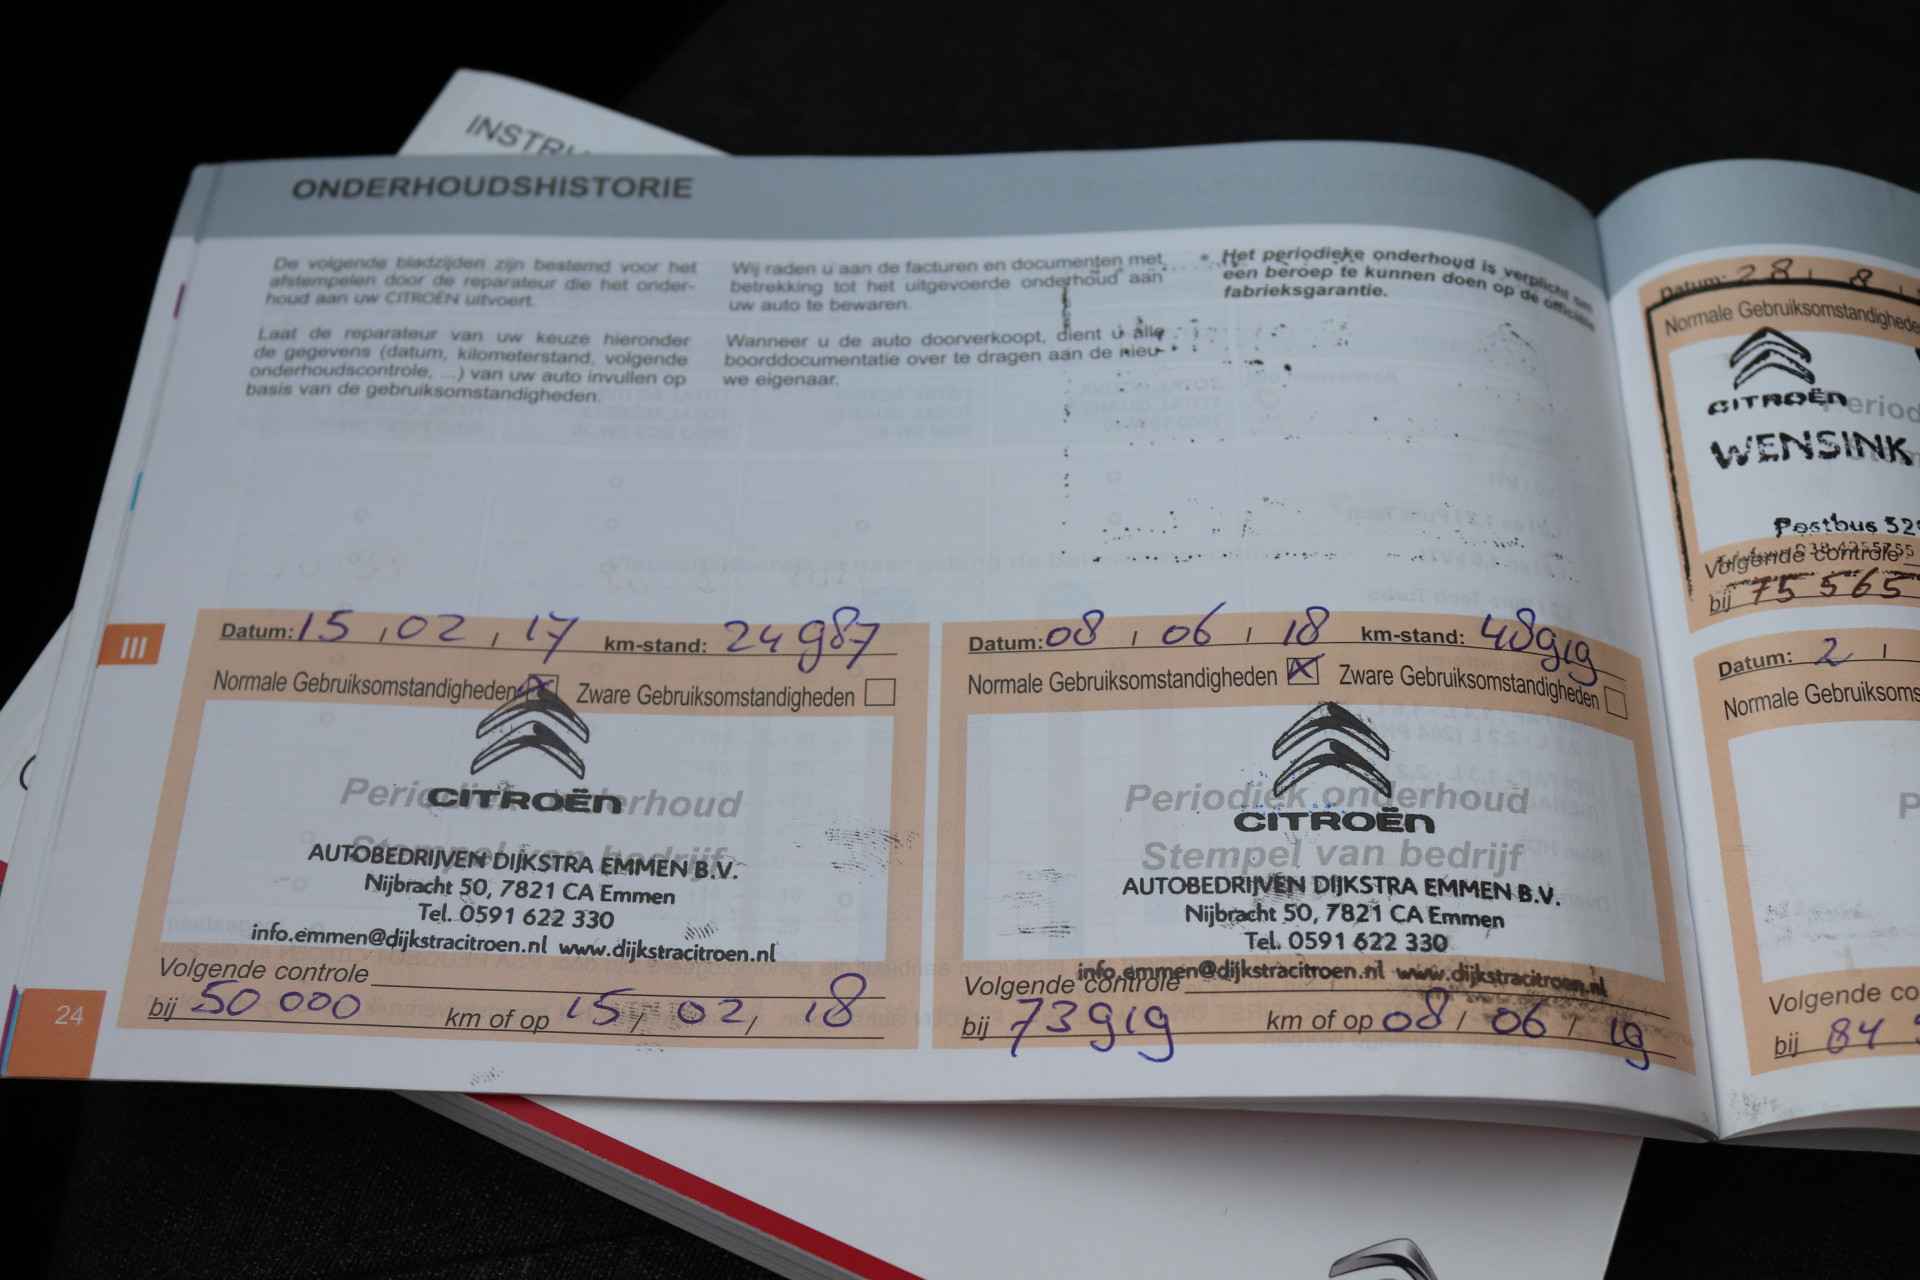 INSTRU
ONDERHOUDSHISTORIE
De volgende bladzijden zijn bestemd voor het
afstempelen door de reparateur die het onder-
houd aan uw CITROËN uitvoert.
Laat de reparateur van uw keuze hieronder
de gegevens (datum, kilometerstand, volgende
onderhoudscontrole, ...) van uw auto invullen op
basis van de gebruiksomstandigheden.
Wij raden u aan de facturen en documenten met
betrekking tot het uitgevoerde onderhoud aan
uw auto te bewaren.
Wanneer u de auto doorverkoopt, dient u alle
boorddocumentatie over te dragen aan de nieu-
we eigenaar.
* Het periodieke onderhoud is verplicht om
een beroep te kunnen doen op de officiële
fabrieksgarantie.
III
Datum: 15 / 02 / 17 km-stand: 24987
Normale Gebruiksomstandigheden Zware Gebruiksomstandigheden
Periodiek onderhoud
CITROËN
Stempel van bedrijf
AUTOBEDRIJVEN DIJKSTRA EMMEN B.V.
Nijbracht 50, 7821 CA Emmen
Tel. 0591 622 330
info.emmen@dijkstracitroen.nl www.dijkstracitroen.nl
Volgende controle
bij 50 000 km of op 15 / 02 / 18
24
Datum: 08 / 06 / 18 km-stand: 48919
Normale Gebruiksomstandigheden Zware Gebruiksomstandigheden
Periodiek onderhoud
CITROËN
Stempel van bedrijf
AUTOBEDRIJVEN DIJKSTRA EMMEN B.V.
Nijbracht 50, 7821 CA Emmen
Tel. 0591 622 330
info.emmen@dijkstracitroen.nl www.dijkstracitroen.nl
Volgende controle
bij 73919 km of op 08 / 06 / 19
Datum: 28 / 8 /
Normale Gebruiksomstandighede
CITROËN Period
WENSINK
Postbus 52
Volgende controle
bij 75 565
Datum: 2 /
Normale Gebruiksoms
P
Volgende co
bij 84